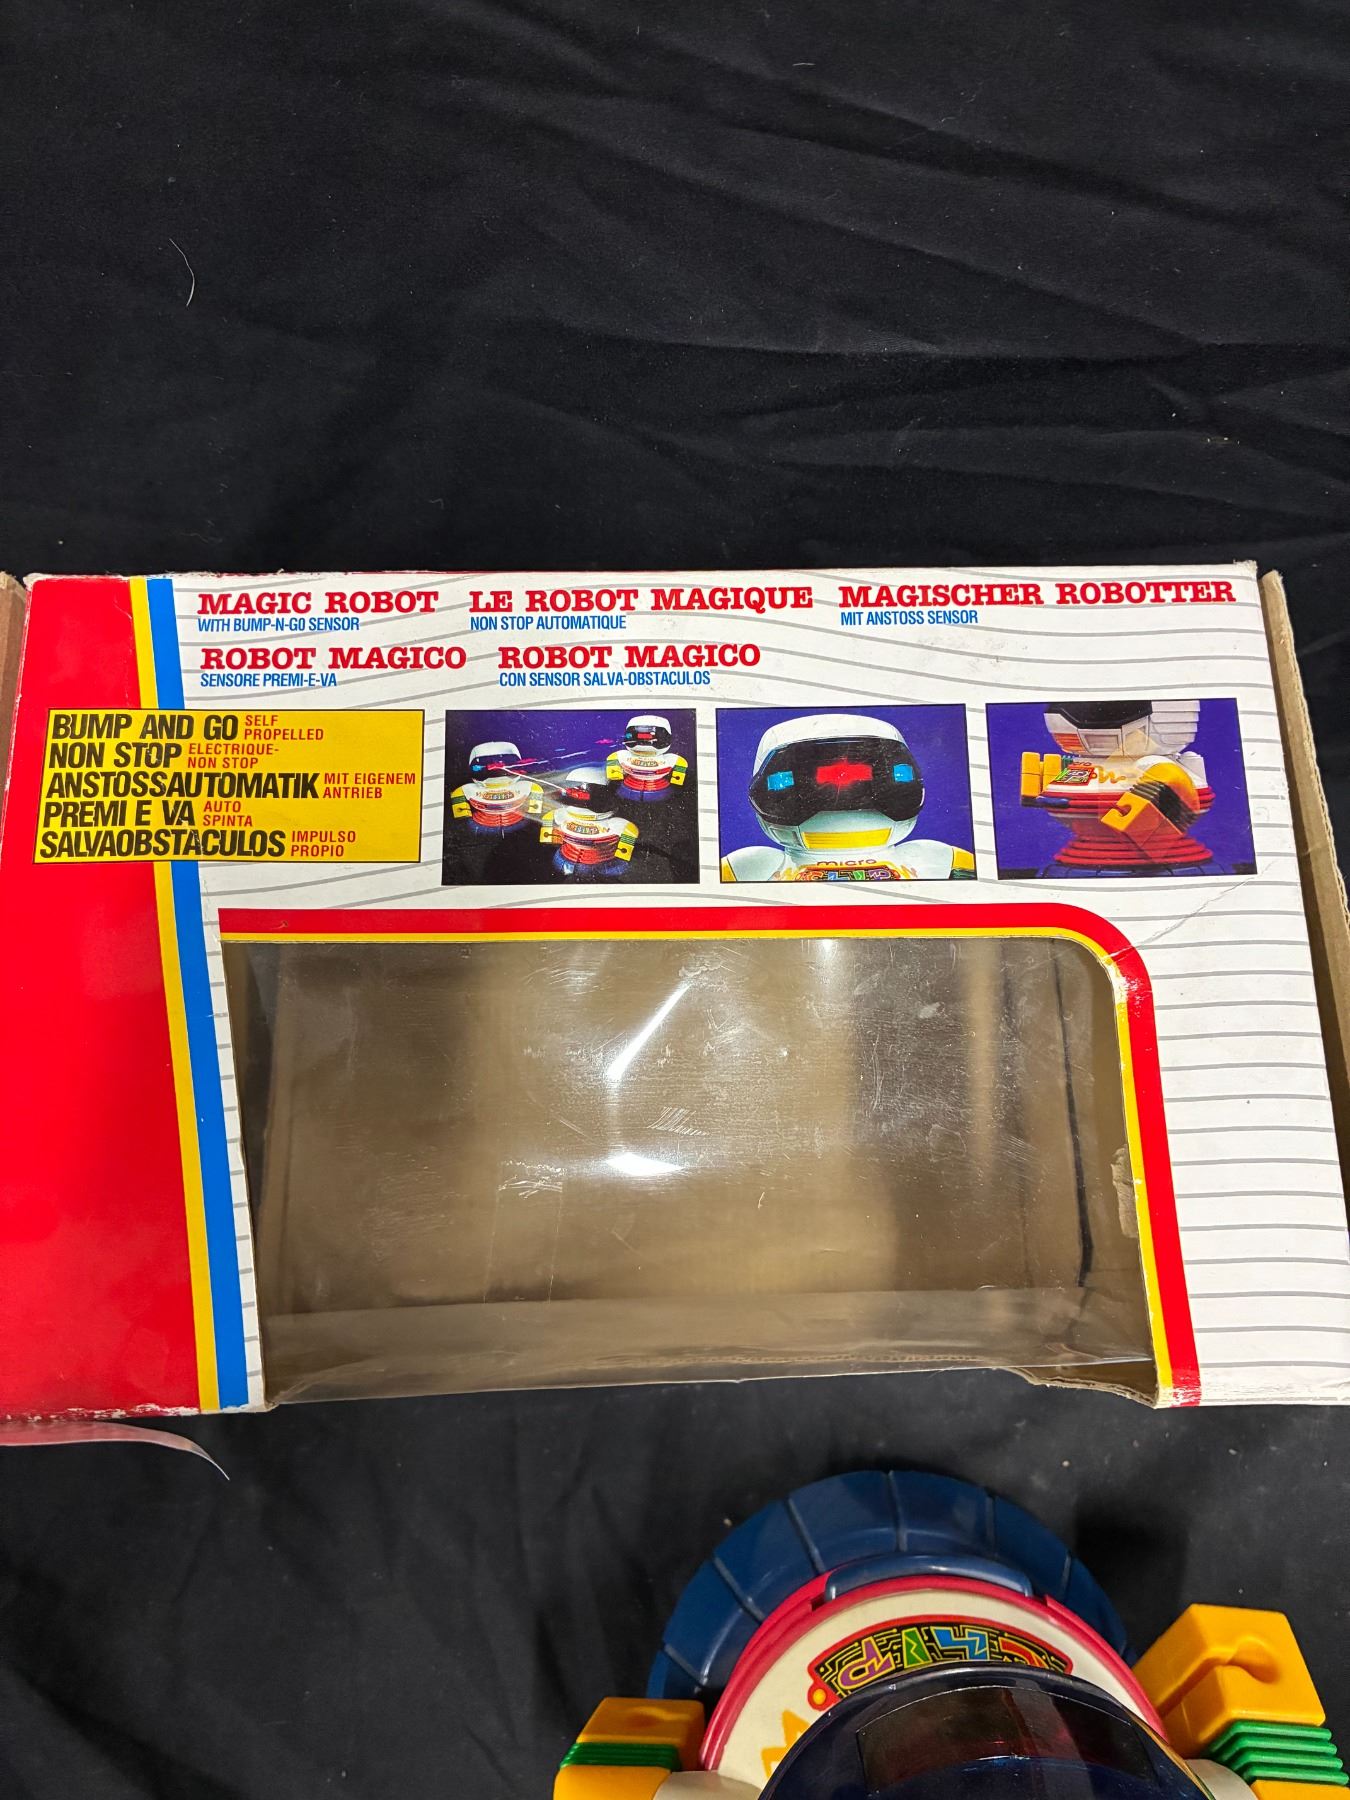 MAGIC ROBOT
WITH BUMP-N-GO SENSOR
LE ROBOT MAGIQUE
NON STOP AUTOMATIQUE
MAGISCHER ROBOTTER
MIT ANSTOSS SENSOR
ROBOT MAGICO
SENSORE PREMI-E-VA
ROBOT MAGICO
CON SENSOR SALVA-OBSTACULOS
BUMP AND GO SELF PROPELLED
NON STOP ELECTRIQUE-NON STOP
ANSTOSSAUTOMATIK MIT EIGENEM ANTRIEB
PREMI E VA AUTO SPINTA
SALVAOBSTACULOS IMPULSO PROPIO
micro